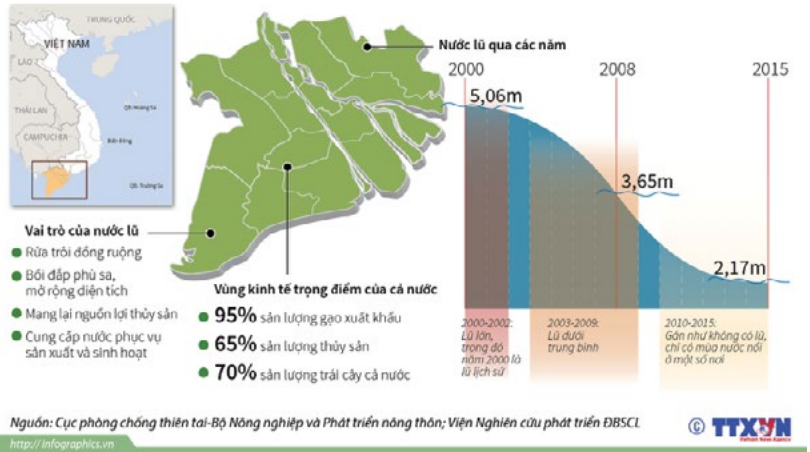 TRUNG QUỐC
VIỆT NAM
LAO
QĐ. Hoàng Sa
THÁI LAN
Biển Đông
CAMPUCHIA
QĐ. Trường Sa
Nước lũ qua các năm
2000
2008
2015
5,06m
3,65m
2,17m
Vai trò của nước lũ
Rửa trôi đồng ruộng
Bồi đắp phù sa,
mở rộng diện tích
Mang lại nguồn lợi thủy sản
Cung cấp nước phục vụ
sản xuất và sinh hoạt
Vùng kinh tế trọng điểm của cả nước
95% sản lượng gạo xuất khẩu
65% sản lượng thủy sản
70% sản lượng trái cây cả nước
2000-2002:
Lũ lớn,
trong đó
năm 2000 là
lũ lịch sử
2003-2009:
Lũ dưới
trung bình
2010-2015:
Gần như không có lũ,
chỉ có mùa nước nổi
ở một số nơi
Nguồn: Cục phòng chống thiên tai-Bộ Nông nghiệp và Phát triển nông thôn; Viện Nghiên cứu phát triển ĐBSCL
http://infographics.vn
© TTXVN
Vietnam News Agency